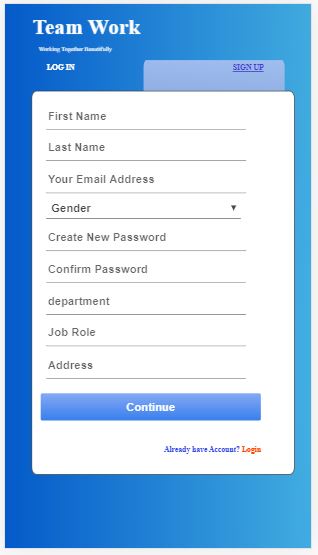 Team Work
Working Together Beautifully
LOG IN
SIGN UP
First Name
Last Name
Your Email Address
Gender
Create New Password
Confirm Password
department
Job Role
Address
Continue
Already have Account? Login